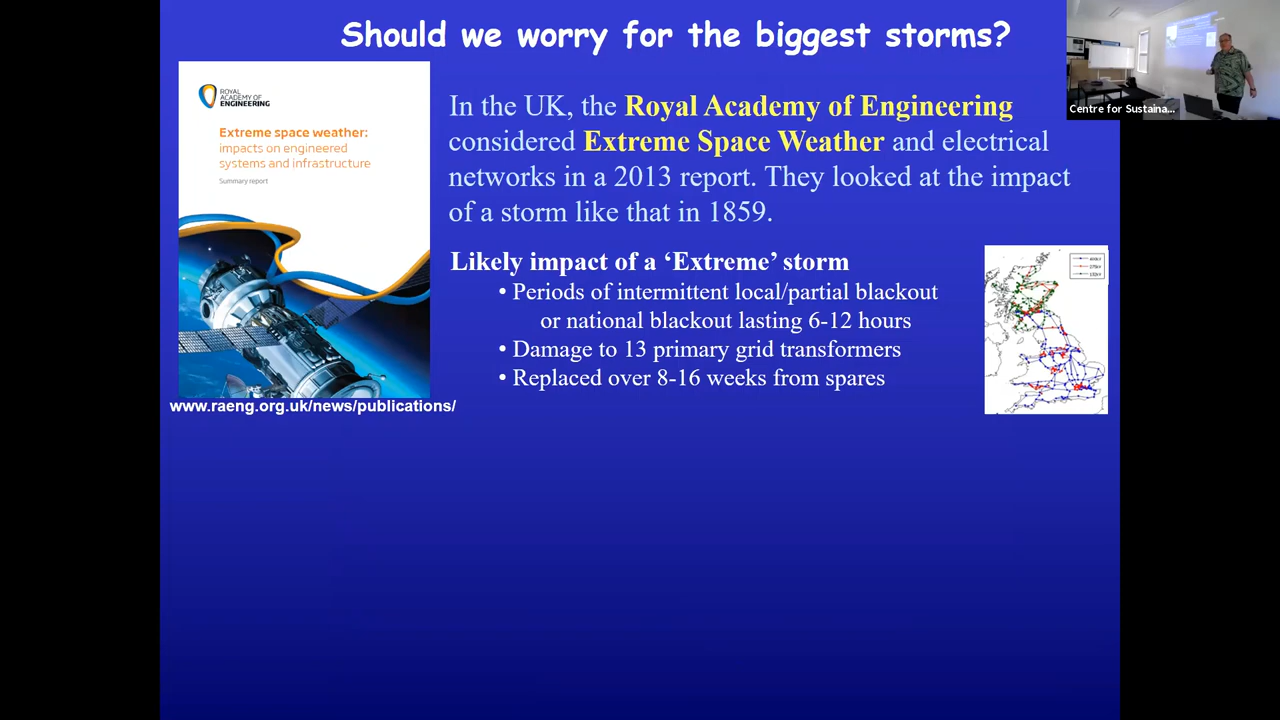 Should we worry for the biggest storms?
Centre for Sustaina...
ROYAL
ACADEMY OF
ENGINEERING
Extreme space weather:
impacts on engineered
systems and infrastructure
Summary report
www.raeng.org.uk/news/publications/
In the UK, the Royal Academy of Engineering
considered Extreme Space Weather and electrical
networks in a 2013 report. They looked at the impact
of a storm like that in 1859.
Likely impact of a ‘Extreme’ storm
• Periods of intermittent local/partial blackout
or national blackout lasting 6-12 hours
• Damage to 13 primary grid transformers
• Replaced over 8-16 weeks from spares